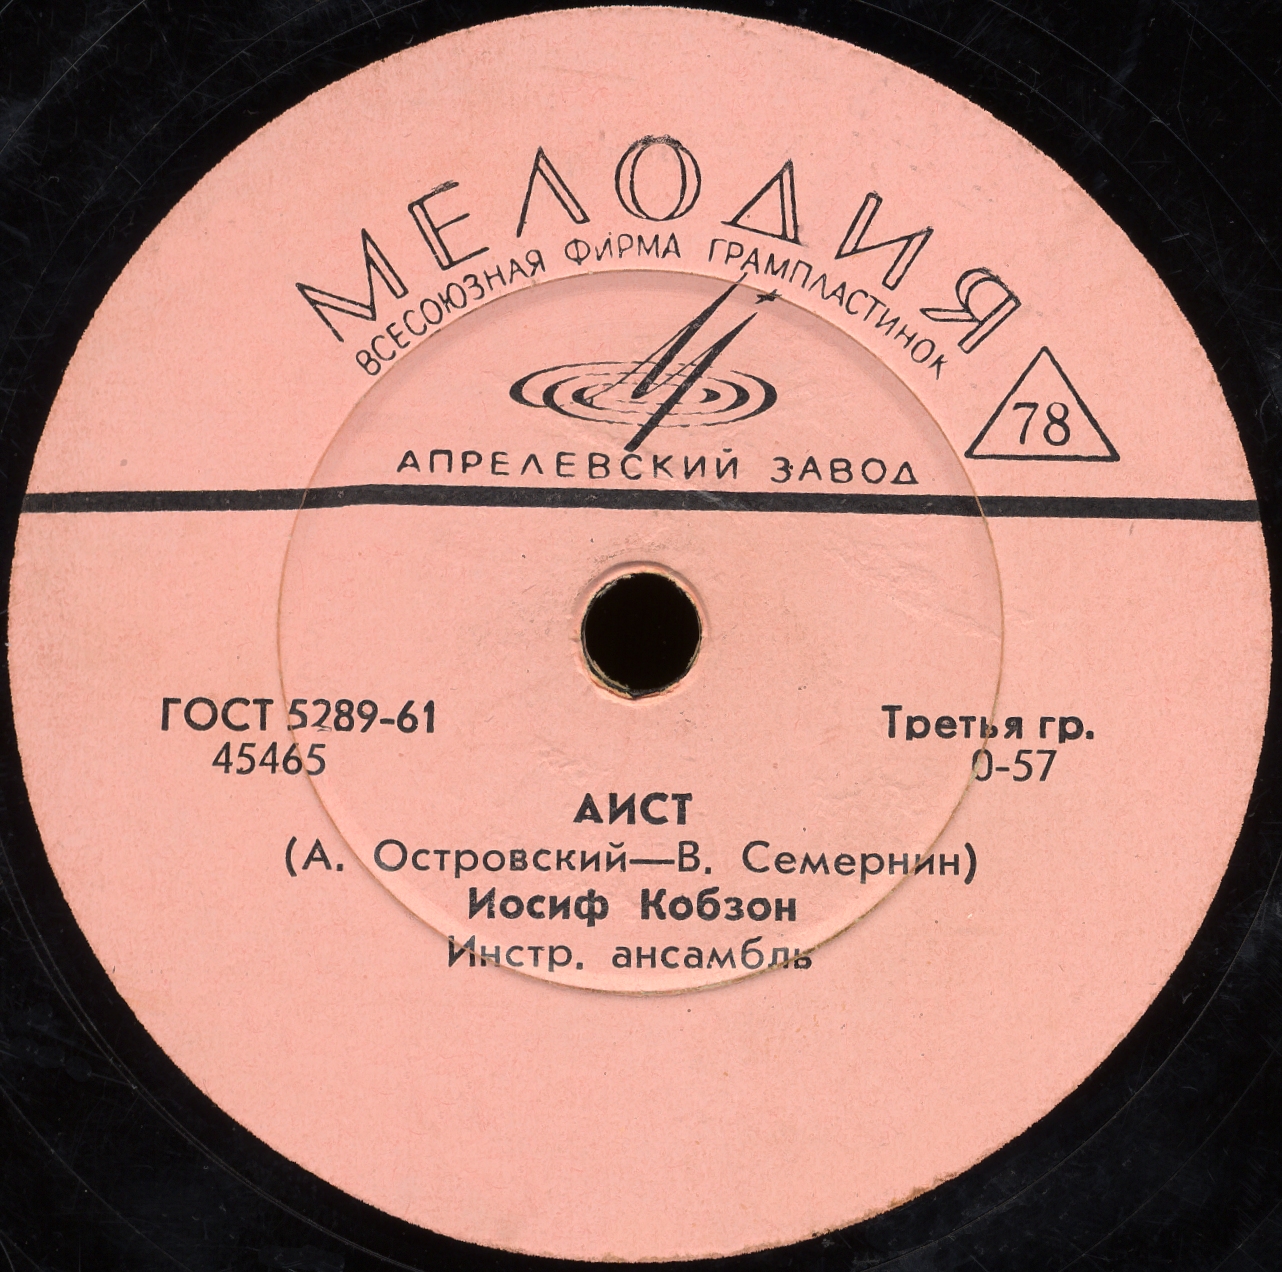 МЕЛОДИЯ
ВСЕСОЮЗНАЯ ФИРМА ГРАМПЛАСТИНОК
78
АПРЕЛЕВСКИЙ ЗАВОД
ГОСТ 5289-61
Третья гр.
45465
0-57
АИСТ
(А. Островский—В. Семернин)
Иосиф Кобзон
Инстр. ансамбль